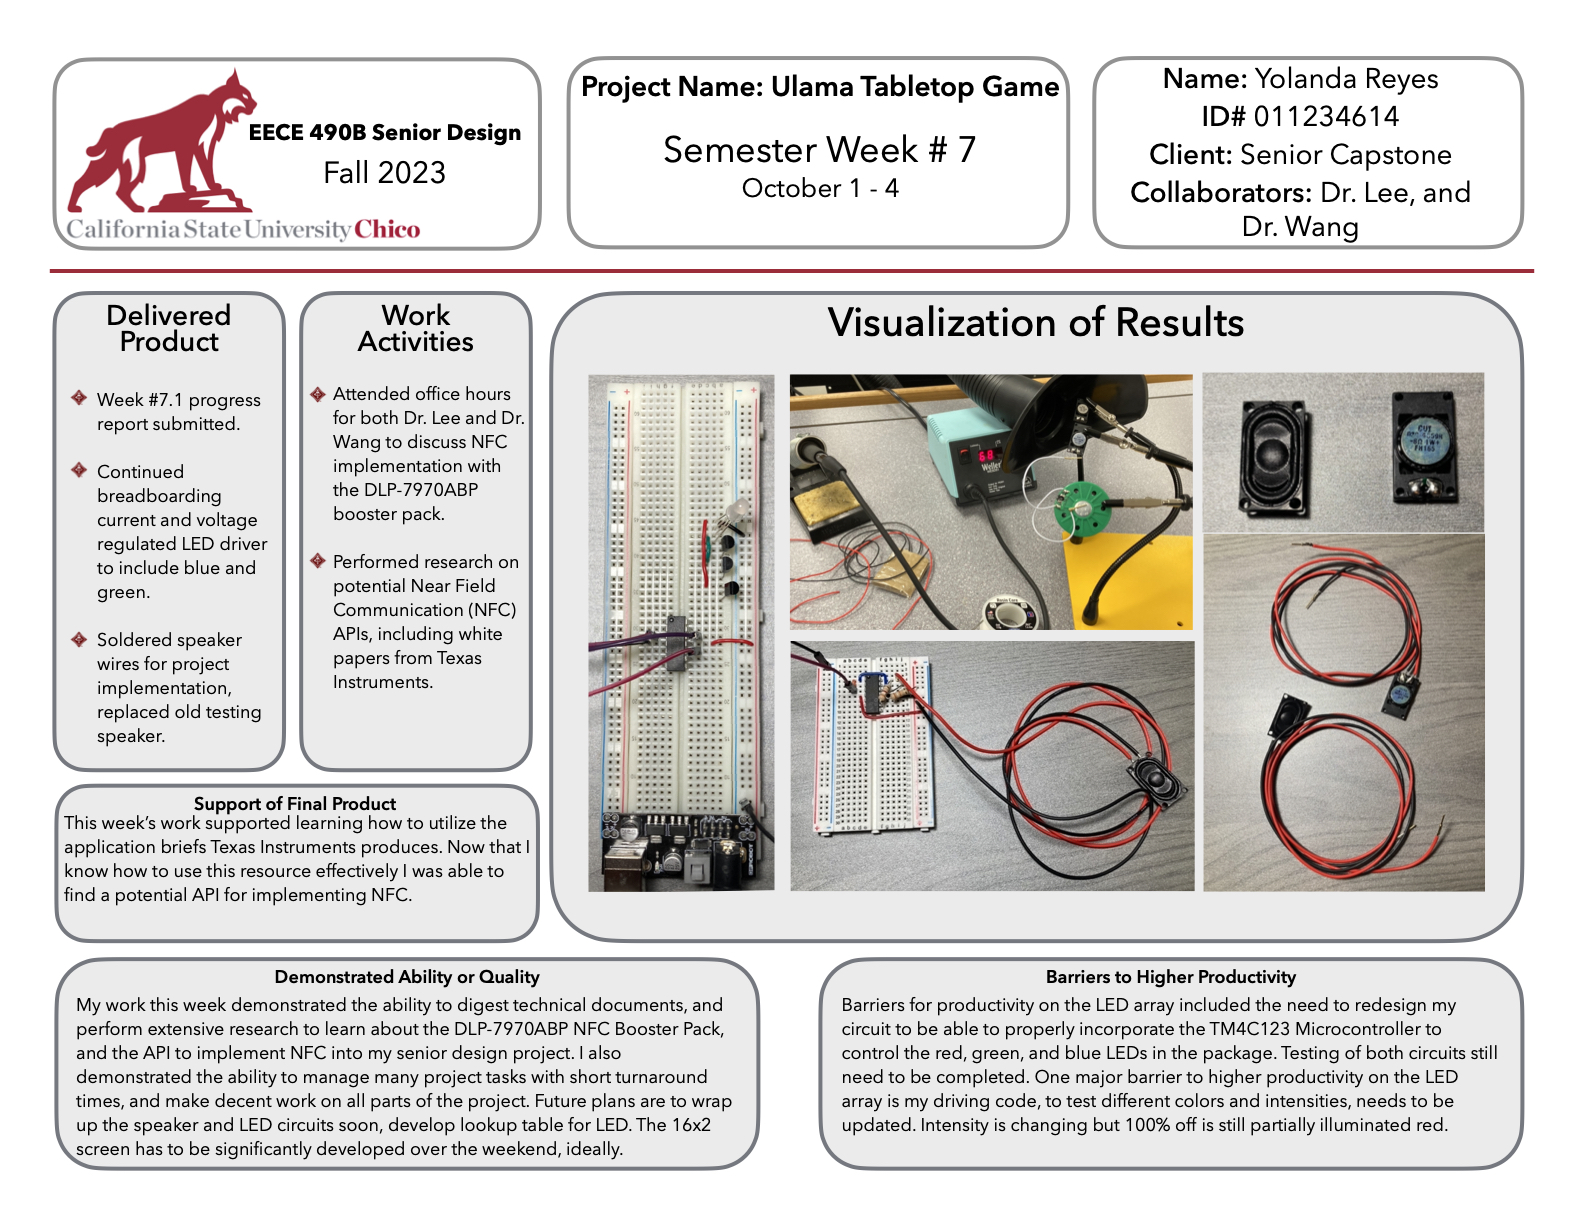 EECE 490B Senior Design
Fall 2023
California State University Chico
Project Name: Ulama Tabletop Game
Semester Week # 7
October 1 - 4
Name: Yolanda Reyes
ID# 011234614
Client: Senior Capstone
Collaborators: Dr. Lee, and
Dr. Wang
Delivered
Product
Week #7.1 progress
report submitted.
Continued
breadboarding
current and voltage
regulated LED driver
to include blue and
green.
Soldered speaker
wires for project
implementation,
replaced old testing
speaker.
Work
Activities
Attended office hours
for both Dr. Lee and Dr.
Wang to discuss NFC
implementation with
the DLP-7970ABP
booster pack.
Performed research on
potential Near Field
Communication (NFC)
APIs, including white
papers from Texas
Instruments.
Visualization of Results
Weller
CUI
Support of Final Product
This week’s work supported learning how to utilize the
application briefs Texas Instruments produces. Now that I
know how to use this resource effectively I was able to
find a potential API for implementing NFC.
Demonstrated Ability or Quality
My work this week demonstrated the ability to digest technical documents, and
perform extensive research to learn about the DLP-7970ABP NFC Booster Pack,
and the API to implement NFC into my senior design project. I also
demonstrated the ability to manage many project tasks with short turnaround
times, and make decent work on all parts of the project. Future plans are to wrap
up the speaker and LED circuits soon, develop lookup table for LED. The 16x2
screen has to be significantly developed over the weekend, ideally.
Barriers to Higher Productivity
Barriers for productivity on the LED array included the need to redesign my
circuit to be able to properly incorporate the TM4C123 Microcontroller to
control the red, green, and blue LEDs in the package. Testing of both circuits still
need to be completed. One major barrier to higher productivity on the LED
array is my driving code, to test different colors and intensities, needs to be
updated. Intensity is changing but 100% off is still partially illuminated red.